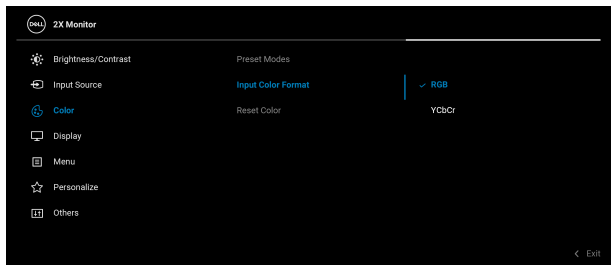 DELL 2X Monitor
Brightness/Contrast Preset Modes
Input Source Input Color Format RGB
Color Reset Color YCbCr
Display
Menu
Personalize
Others
Exit